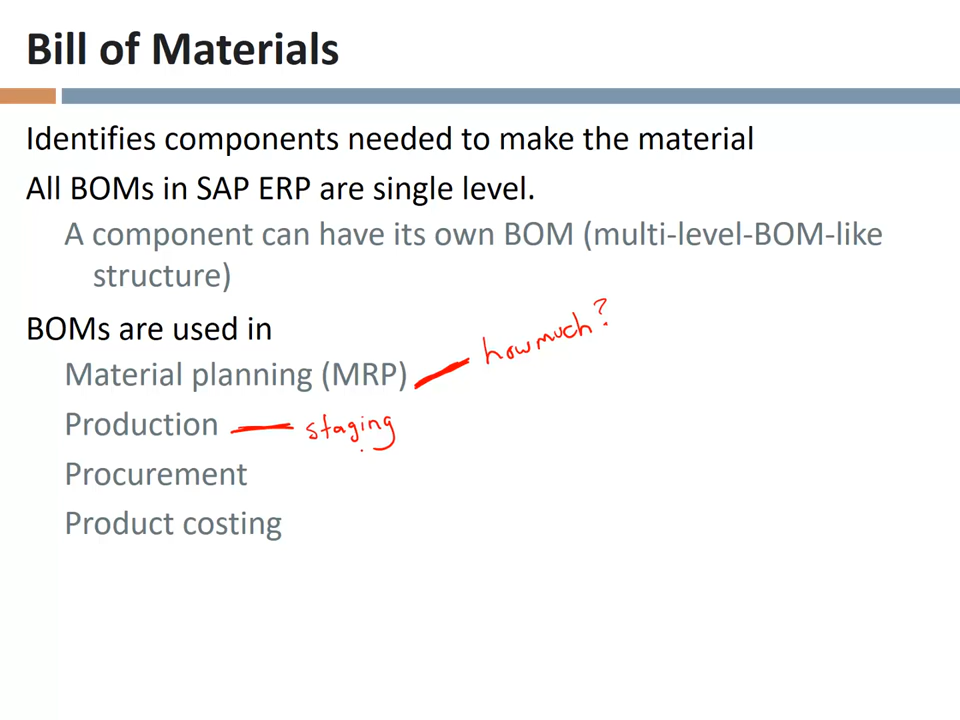 Bill of Materials
Identifies components needed to make the material
All BOMs in SAP ERP are single level.
A component can have its own BOM (multi-level-BOM-like
structure)
BOMs are used in
Material planning (MRP) how much?
Production staging
Procurement
Product costing